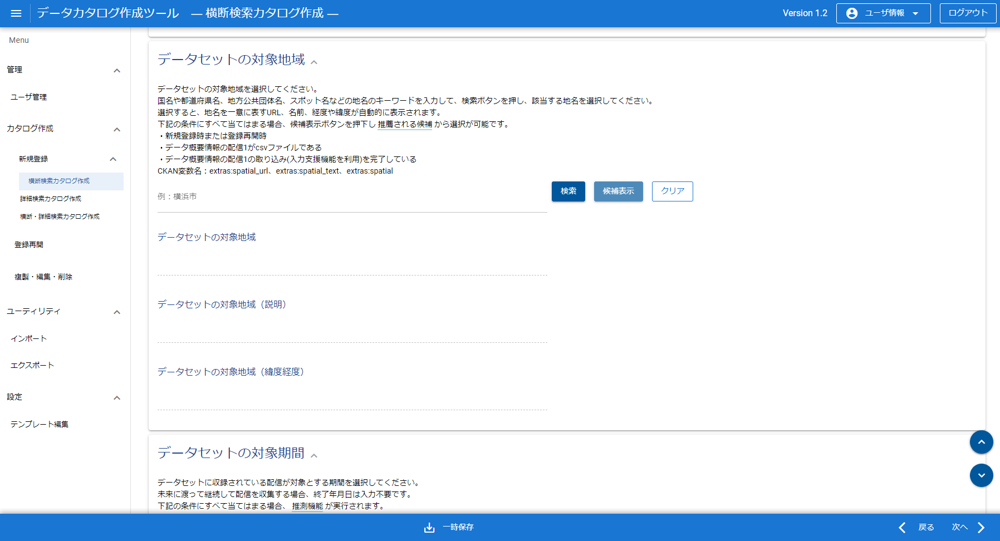 データカタログ作成ツール　― 横断検索カタログ作成 ―
Version 1.2
ユーザ情報
ログアウト
Menu
管理
ユーザ管理
カタログ作成
新規登録
横断検索カタログ作成
詳細検索カタログ作成
横断・詳細検索カタログ作成
登録再開
複製・編集・削除
ユーティリティ
インポート
エクスポート
設定
テンプレート編集
データセットの対象地域
データセットの対象地域を選択してください。
国名や都道府県名、地方公共団体名、スポット名などの地名のキーワードを入力して、検索ボタンを押し、該当する地名を選択してください。
選択すると、地名を一意に表すURL、名前、経度や緯度が自動的に表示されます。
下記の条件にすべて当てはまる場合、候補表示ボタンを押下し 推薦される候補 から選択が可能です。
・新規登録時または登録再開時
・データ概要情報の配信1がcsvファイルである
・データ概要情報の配信1の取り込み(入力支援機能を利用)を完了している
CKAN変数名：extras:spatial_url、extras:spatial_text、extras:spatial
例：横浜市
検索
候補表示
クリア
データセットの対象地域
データセットの対象地域（説明）
データセットの対象地域（緯度経度）
データセットの対象期間
データセットに収録されている配信が対象とする期間を選択してください。
未来に渡って継続して配信を収集する場合、終了年月日は入力不要です。
下記の条件にすべて当てはまる場合、 推測機能 が実行されます。
一時保存
戻る
次へ